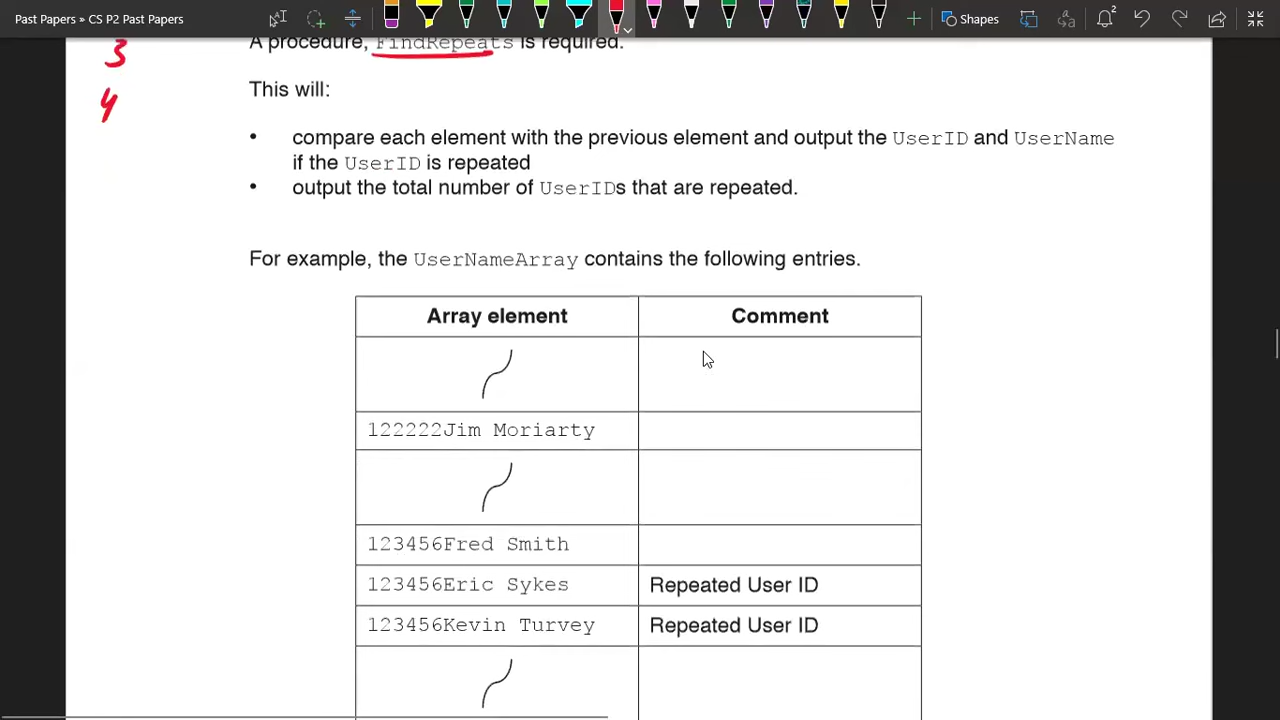 Past Papers » CS P2 Past Papers
Shapes
2
3
A procedure, FindRepeats is required.
4
This will:
• compare each element with the previous element and output the UserID and UserName
if the UserID is repeated
• output the total number of UserIDs that are repeated.
For example, the UserNameArray contains the following entries.
Array element Comment
122222Jim Moriarty
123456Fred Smith
123456Eric Sykes Repeated User ID
123456Kevin Turvey Repeated User ID